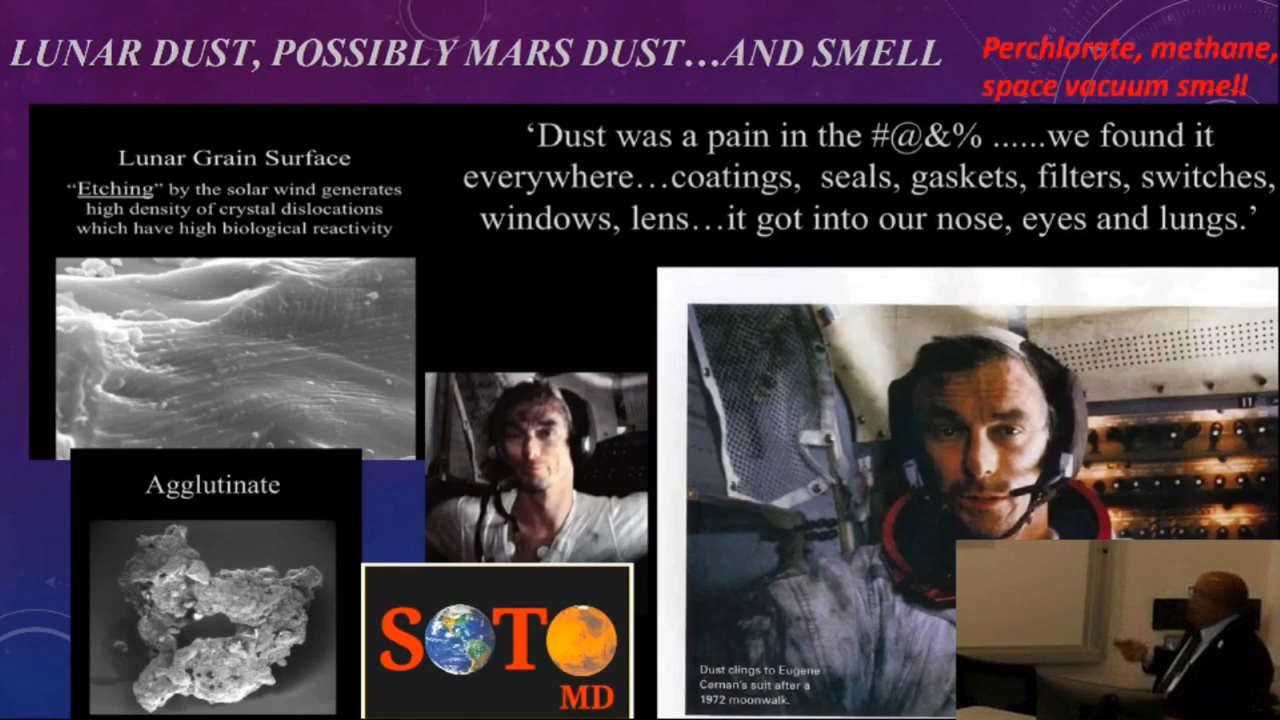 LUNAR DUST, POSSIBLY MARS DUST...AND SMELL
Perchlorate, methane,
space vacuum smell
Lunar Grain Surface
“Etching” by the solar wind generates
high density of crystal dislocations
which have high biological reactivity
‘Dust was a pain in the #@&% ......we found it
everywhere...coatings,  seals, gaskets, filters, switches,
windows, lens...it got into our nose, eyes and lungs.’
Agglutinate
SOTO
MD
11
Dust clings to Eugene
Cernan's suit after a
1972 moonwalk.